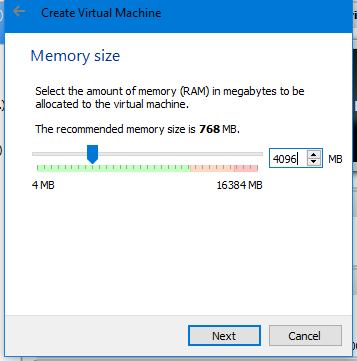 Create Virtual Machine
Memory size
Select the amount of memory (RAM) in megabytes to be
allocated to the virtual machine.
The recommended memory size is 768 MB.
4096 MB
4 MB 16384 MB
Next Cancel